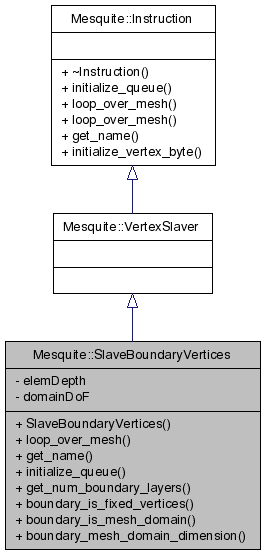 Mesquite::Instruction
+ ~Instruction()
+ initialize_queue()
+ loop_over_mesh()
+ loop_over_mesh()
+ get_name()
+ initialize_vertex_byte()
Mesquite::VertexSlaver
Mesquite::SlaveBoundaryVertices
- elemDepth
- domainDoF
+ SlaveBoundaryVertices()
+ loop_over_mesh()
+ get_name()
+ initialize_queue()
+ get_num_boundary_layers()
+ boundary_is_fixed_vertices()
+ boundary_is_mesh_domain()
+ boundary_mesh_domain_dimension()